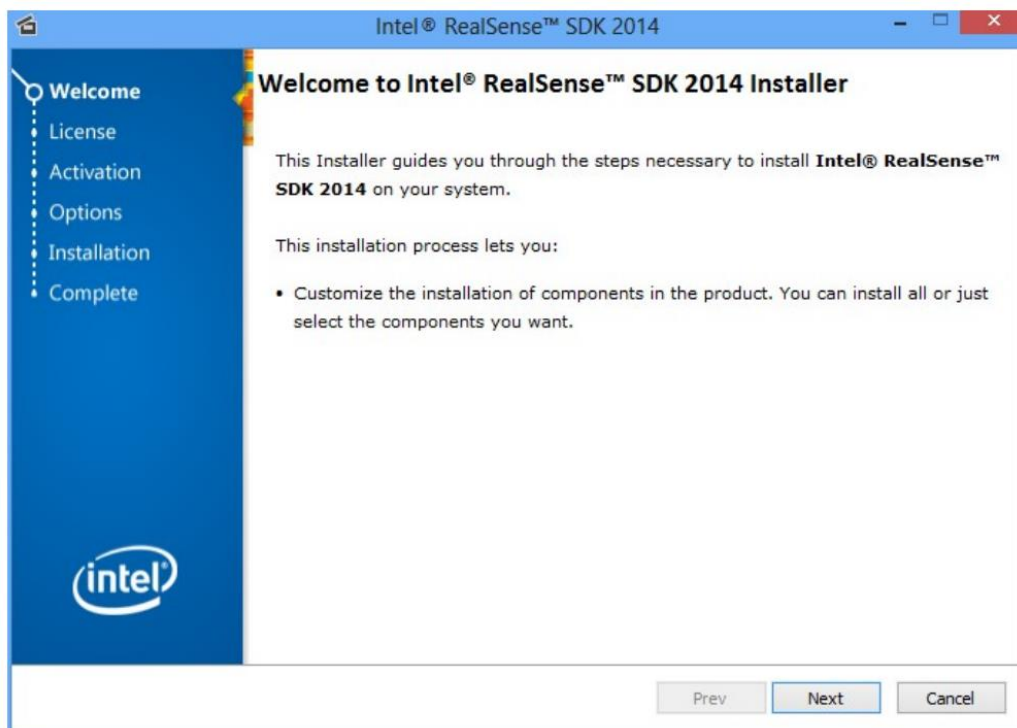 Intel® RealSense™ SDK 2014
Welcome
License
Activation
Options
Installation
Complete
intel®
Welcome to Intel® RealSense™ SDK 2014 Installer
This Installer guides you through the steps necessary to install Intel® RealSense™
SDK 2014 on your system.
This installation process lets you:
• Customize the installation of components in the product. You can install all or just
select the components you want.
Prev
Next
Cancel